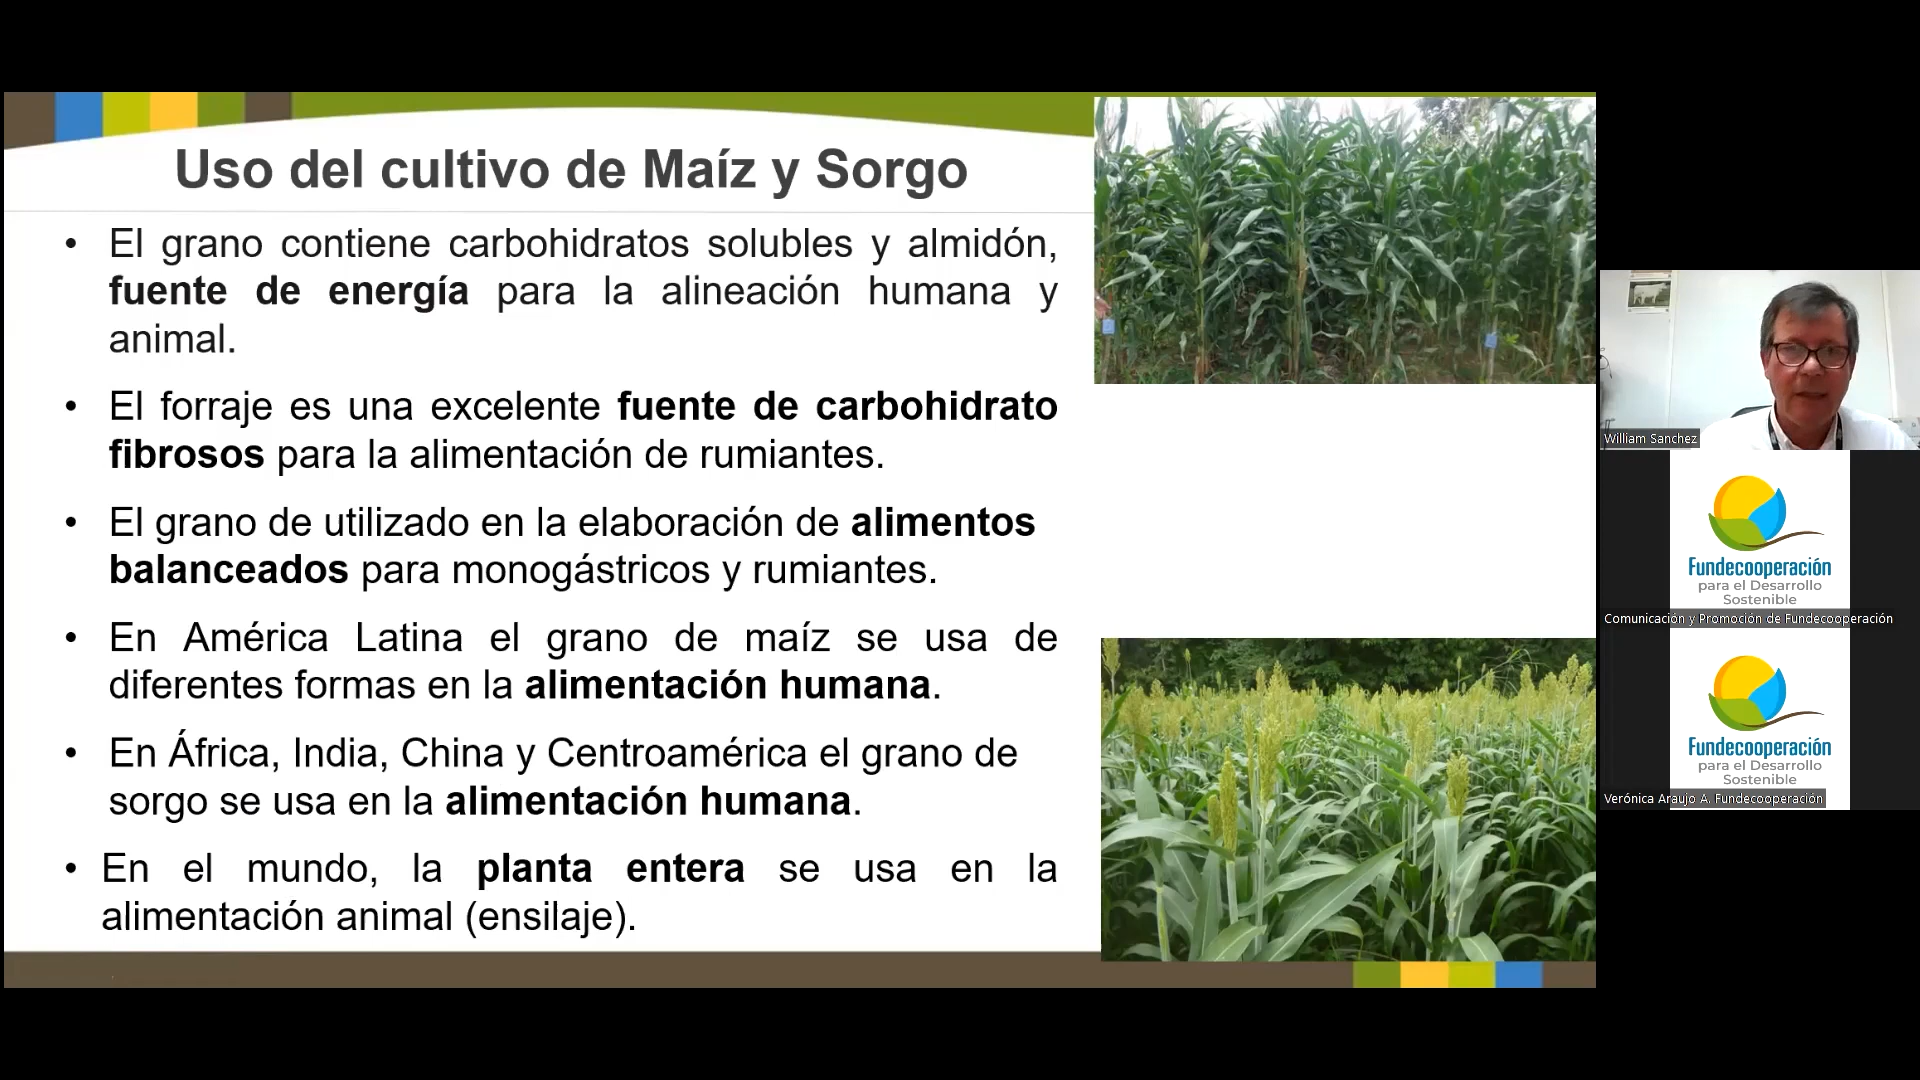 Uso del cultivo de Maíz y Sorgo
• El grano contiene carbohidratos solubles y almidón,
fuente de energía para la alineación humana y
animal.
• El forraje es una excelente fuente de carbohidrato
fibrosos para la alimentación de rumiantes.
• El grano de utilizado en la elaboración de alimentos
balanceados para monogástricos y rumiantes.
• En América Latina el grano de maíz se usa de
diferentes formas en la alimentación humana.
• En África, India, China y Centroamérica el grano de
sorgo se usa en la alimentación humana.
• En el mundo, la planta entera se usa en la
alimentación animal (ensilaje).
William Sanchez
Fundecooperación
para el Desarrollo
Sostenible
Comunicación y Promoción de Fundecooperación
Fundecooperación
para el Desarrollo
Sostenible
Verónica Araujo A. Fundecooperación